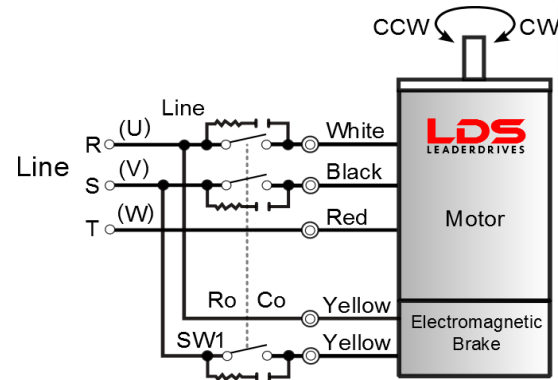 CCW CW
Line
R (U) White
LDS
LEADERDRIVES
Line S (V) Black
T (W) Red
Motor
Ro Co Yellow
Electromagnetic
Brake
SW1 Yellow